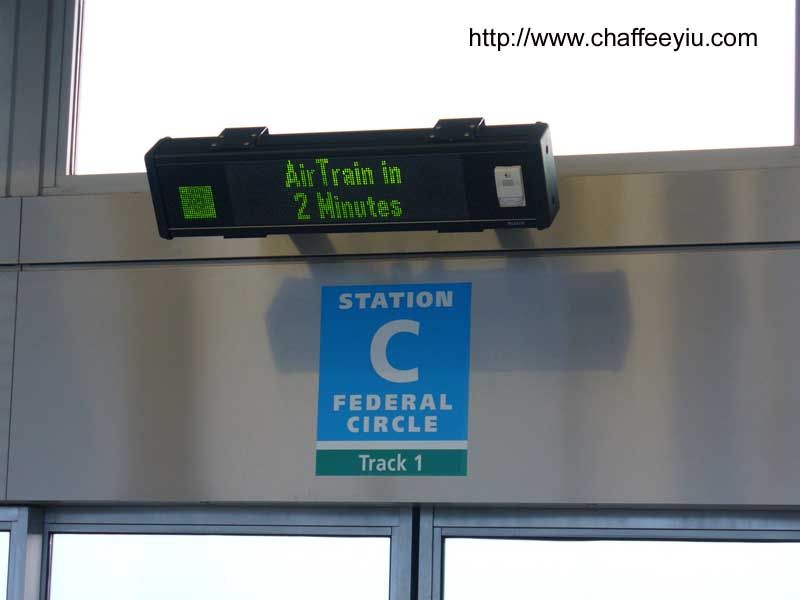 http://www.chaffeeyiu.com
AirTrain in
2 Minutes
STATION
C
FEDERAL
CIRCLE
Track 1